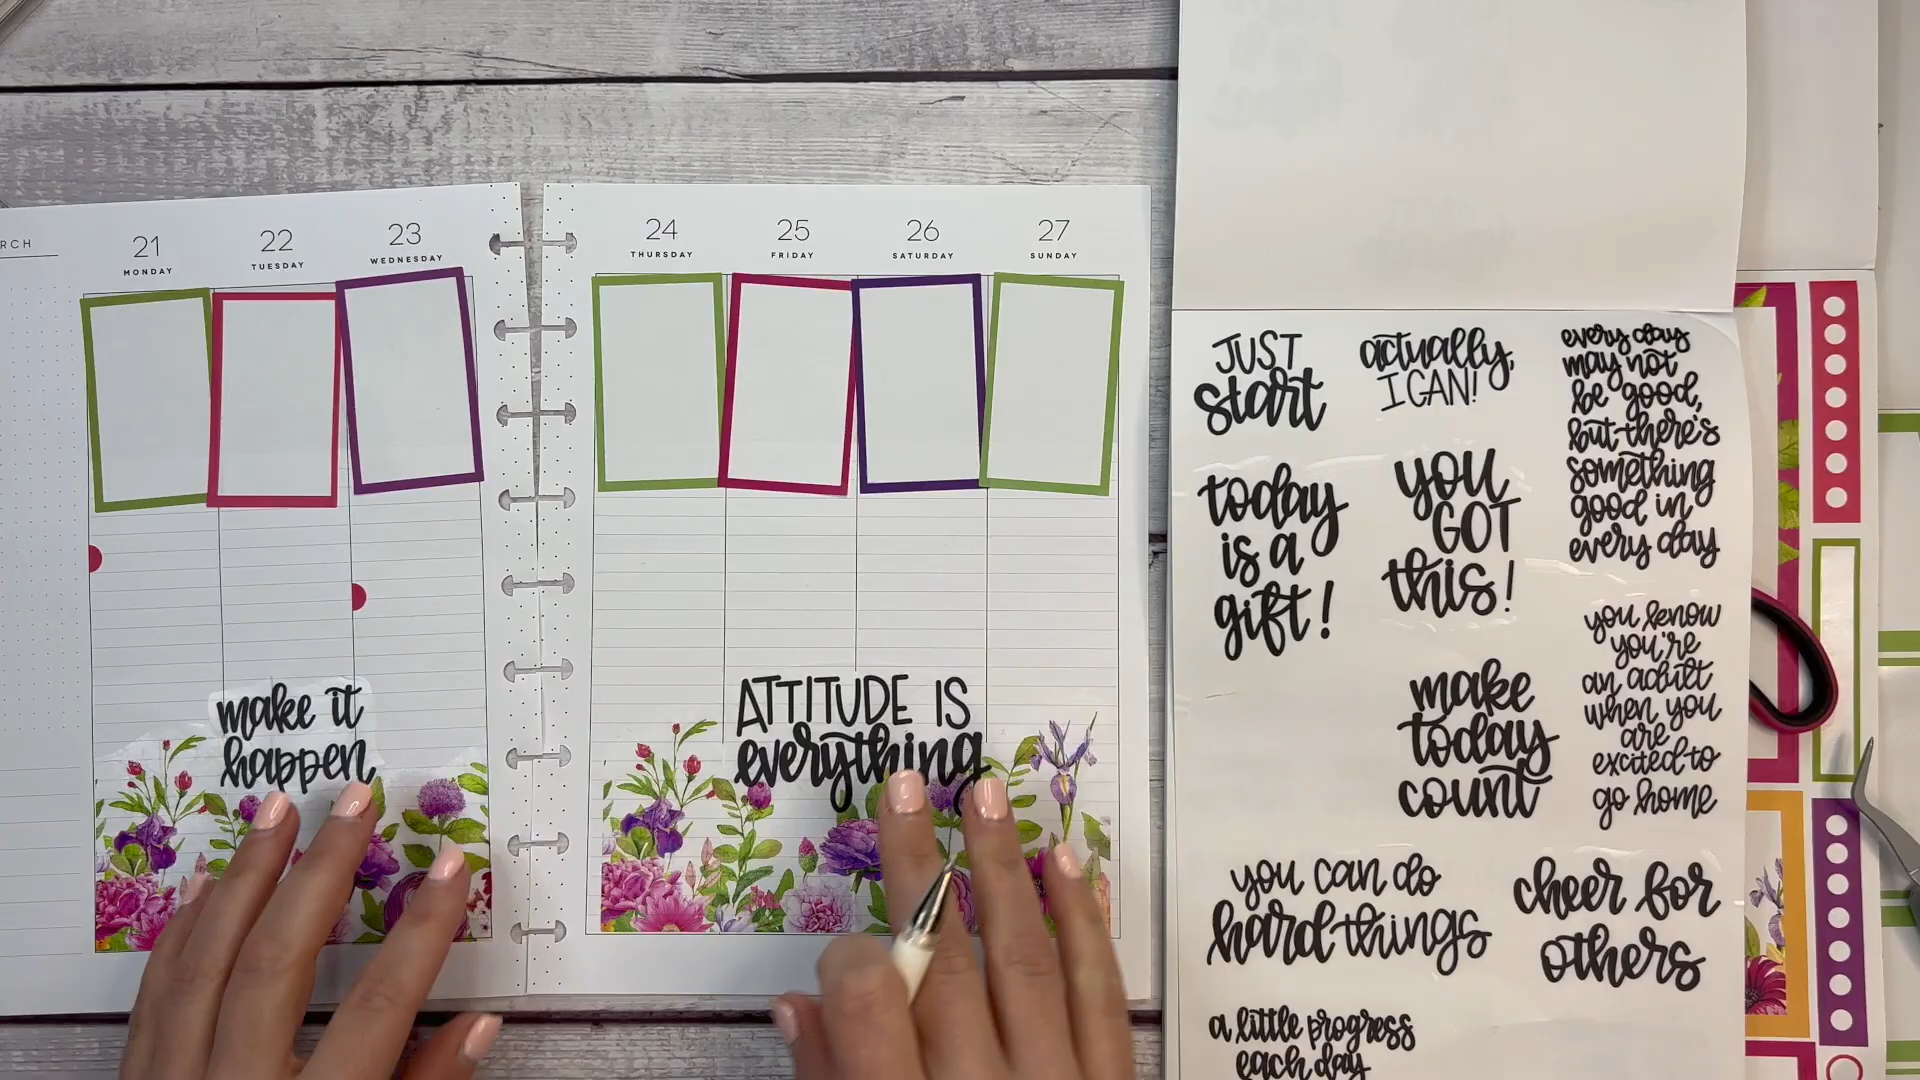 RCH
21
MONDAY
22
TUESDAY
23
WEDNESDAY
24
THURSDAY
25
FRIDAY
26
SATURDAY
27
SUNDAY
make it
happen
ATTITUDE IS
everything
JUST
start
actually,
I CAN!
every day
may not
be good,
but there's
something
good in
every day
today
is a
gift!
you
GOT
this!
make
today
count
you know
you're
an adult
when you
are
excited to
go home
you can do
hard things
cheer for
others
a little progress
each day